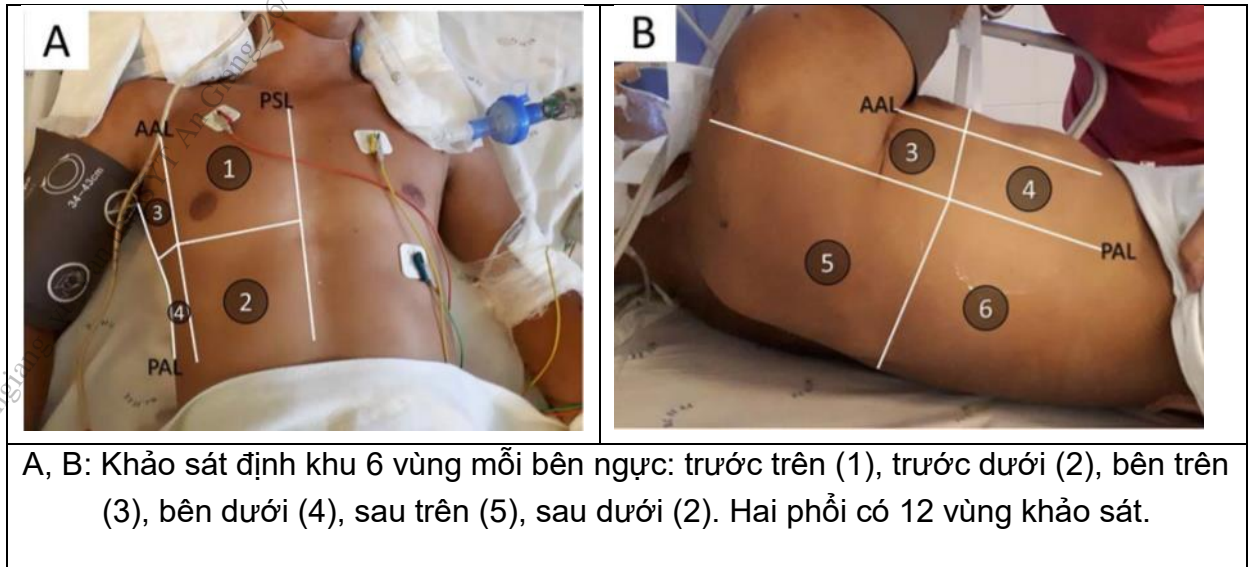 A
PSL
AAL
1
34-43cm
3
2
4
PAL
B
AAL
3
4
PAL
5
6
A, B: Khảo sát định khu 6 vùng mỗi bên ngực: trước trên (1), trước dưới (2), bên trên
(3), bên dưới (4), sau trên (5), sau dưới (2). Hai phổi có 12 vùng khảo sát.